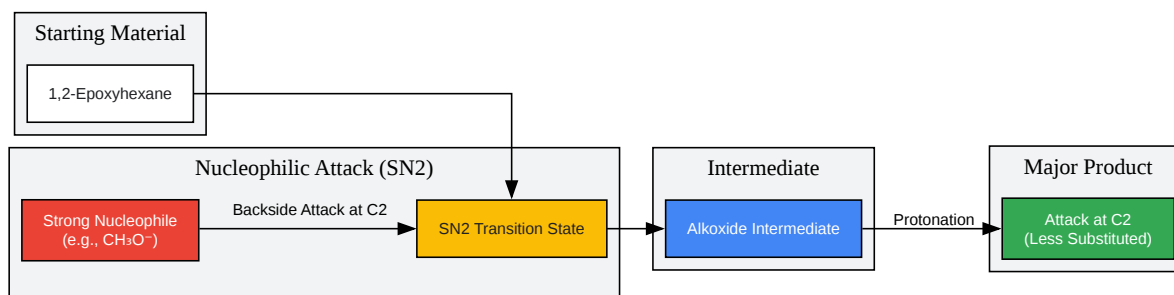 Starting Material
1,2-Epoxyhexane
Nucleophilic Attack (SN2)
Strong Nucleophile
(e.g., CH₃O⁻)
Backside Attack at C2
SN2 Transition State
Intermediate
Alkoxide Intermediate
Protonation
Major Product
Attack at C2
(Less Substituted)